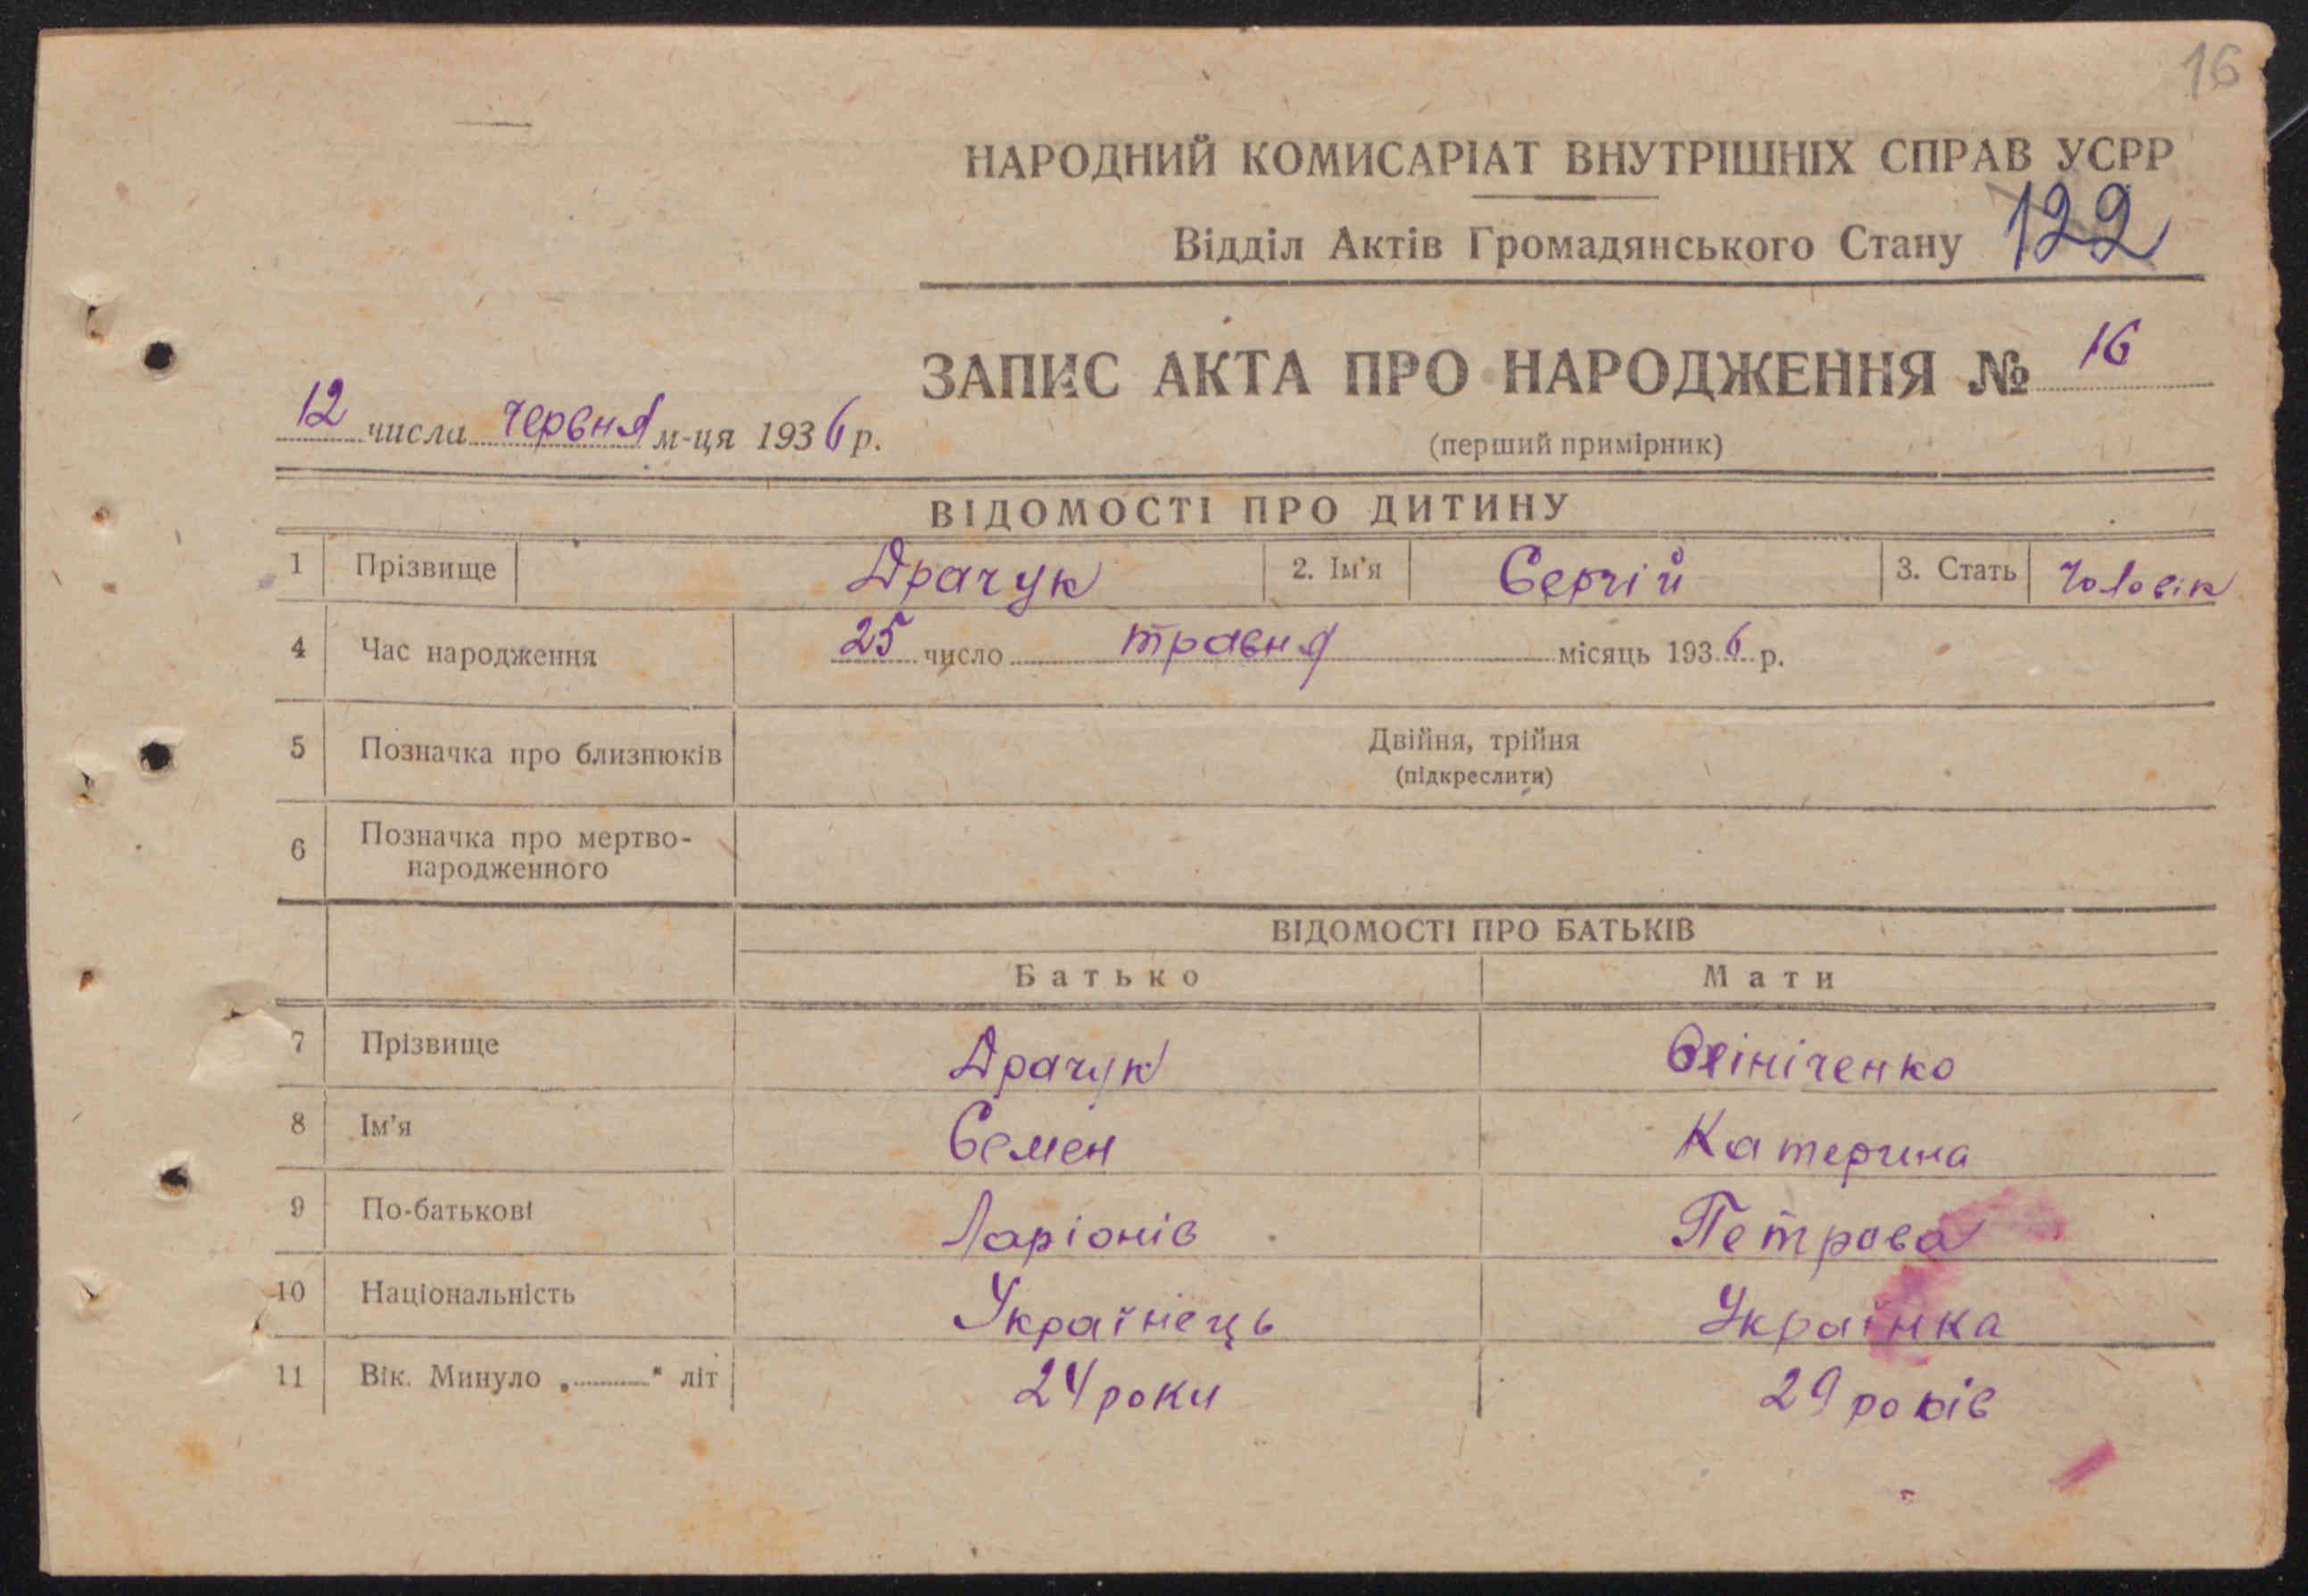 16
НАРОДНИЙ КОМИСАРІАТ ВНУТРІШНІХ СПРАВ УСРР
Відділ Актів Громадянського Стану 122
ЗАПИС АКТА ПРО НАРОДЖЕННЯ № 16
12 числа червня м-ця 1936 р.
(перший примірник)
ВІДОМОСТІ ПРО ДИТИНУ
1 Прізвище Драчук 2. Ім'я Сергій 3. Стать Чоловік
4 Час народження 25 число травня місяць 1936 р.
5 Позначка про близнюків Двійня, трійня
(підкреслити)
6 Позначка про мертво-
народженного
ВІДОМОСТІ ПРО БАТЬКІВ
Батько Мати
7 Прізвище Драчук
8 Ім'я Семен Катерина
9 По-батькові Ларіонів Петрова
10 Національність Українець Українка
11 Вік. Минуло „ “ літ 24 роки 29 років